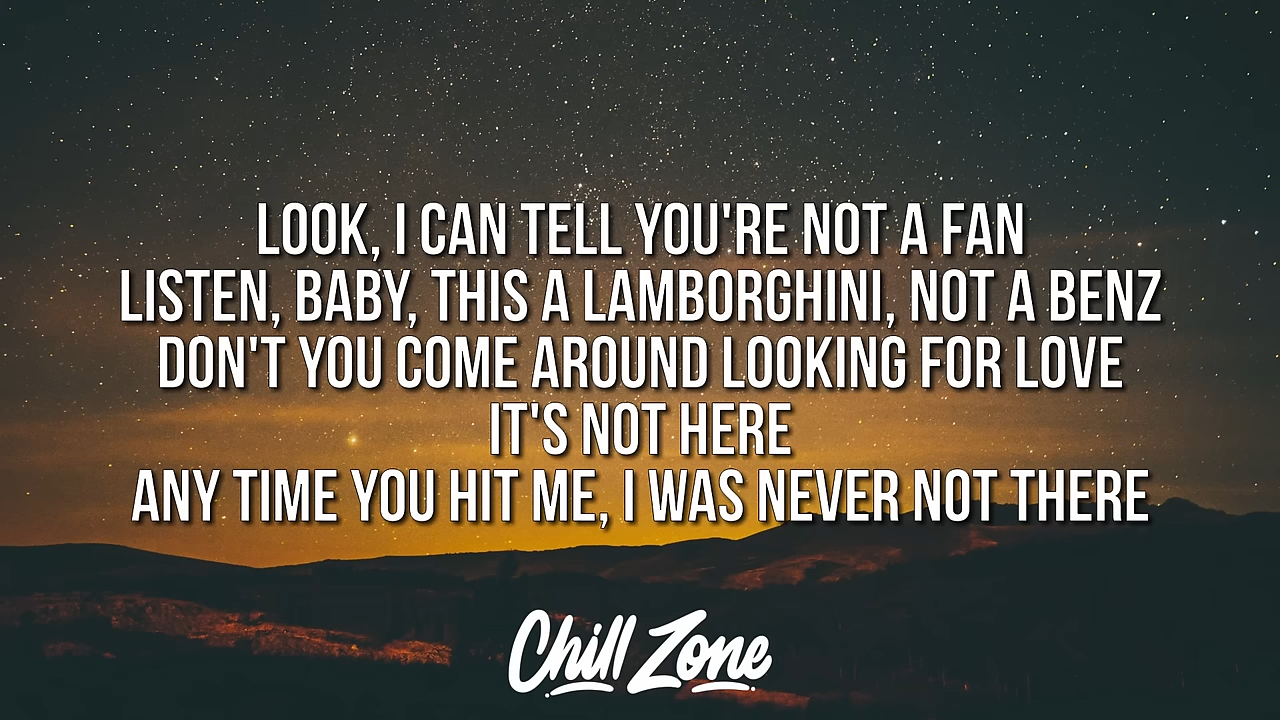 LOOK, I CAN TELL YOU'RE NOT A FAN
LISTEN, BABY, THIS A LAMBORGHINI, NOT A BENZ
DON'T YOU COME AROUND LOOKING FOR LOVE
IT'S NOT HERE
ANY TIME YOU HIT ME, I WAS NEVER NOT THERE
Chill Zone